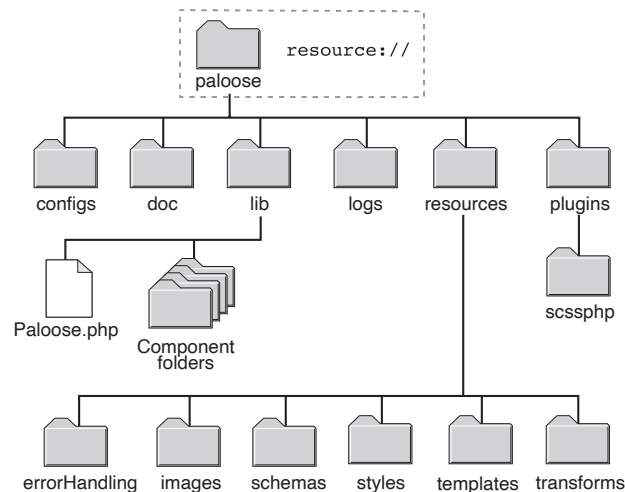 resource://
paloose
configs
doc
lib
logs
resources
plugins
Paloose.php
Component
folders
scssphp
errorHandling
images
schemas
styles
templates
transforms